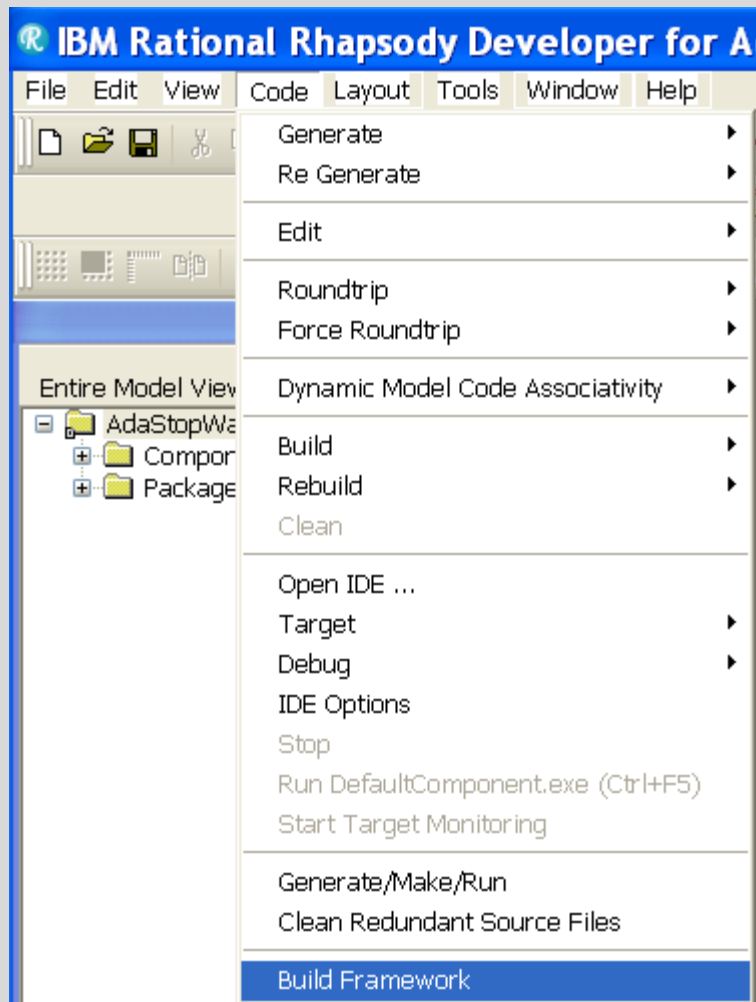 IBM Rational Rhapsody Developer for A
File Edit View Code Layout Tools Window Help
Generate
Re Generate
Edit
Roundtrip
Force Roundtrip
Entire Model View
Dynamic Model Code Associativity
AdaStopWa
Build
Compon
Rebuild
Package
Clean
Open IDE ...
Target
Debug
IDE Options
Stop
Run DefaultComponent.exe (Ctrl+F5)
Start Target Monitoring
Generate/Make/Run
Clean Redundant Source Files
Build Framework